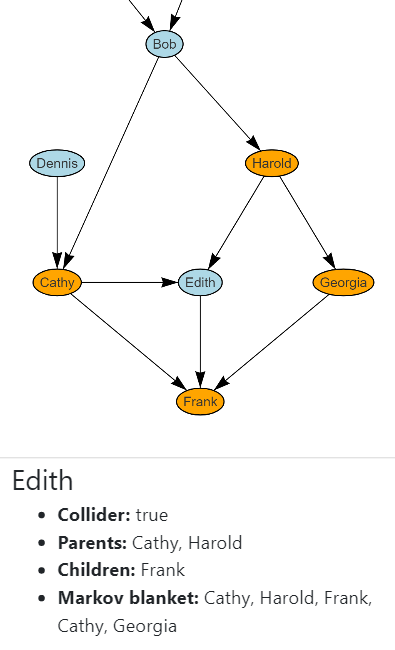 Bob
Dennis
Harold
Cathy
Edith
Georgia
Frank
Edith
Collider: true
Parents: Cathy, Harold
Children: Frank
Markov blanket: Cathy, Harold, Frank,
Cathy, Georgia